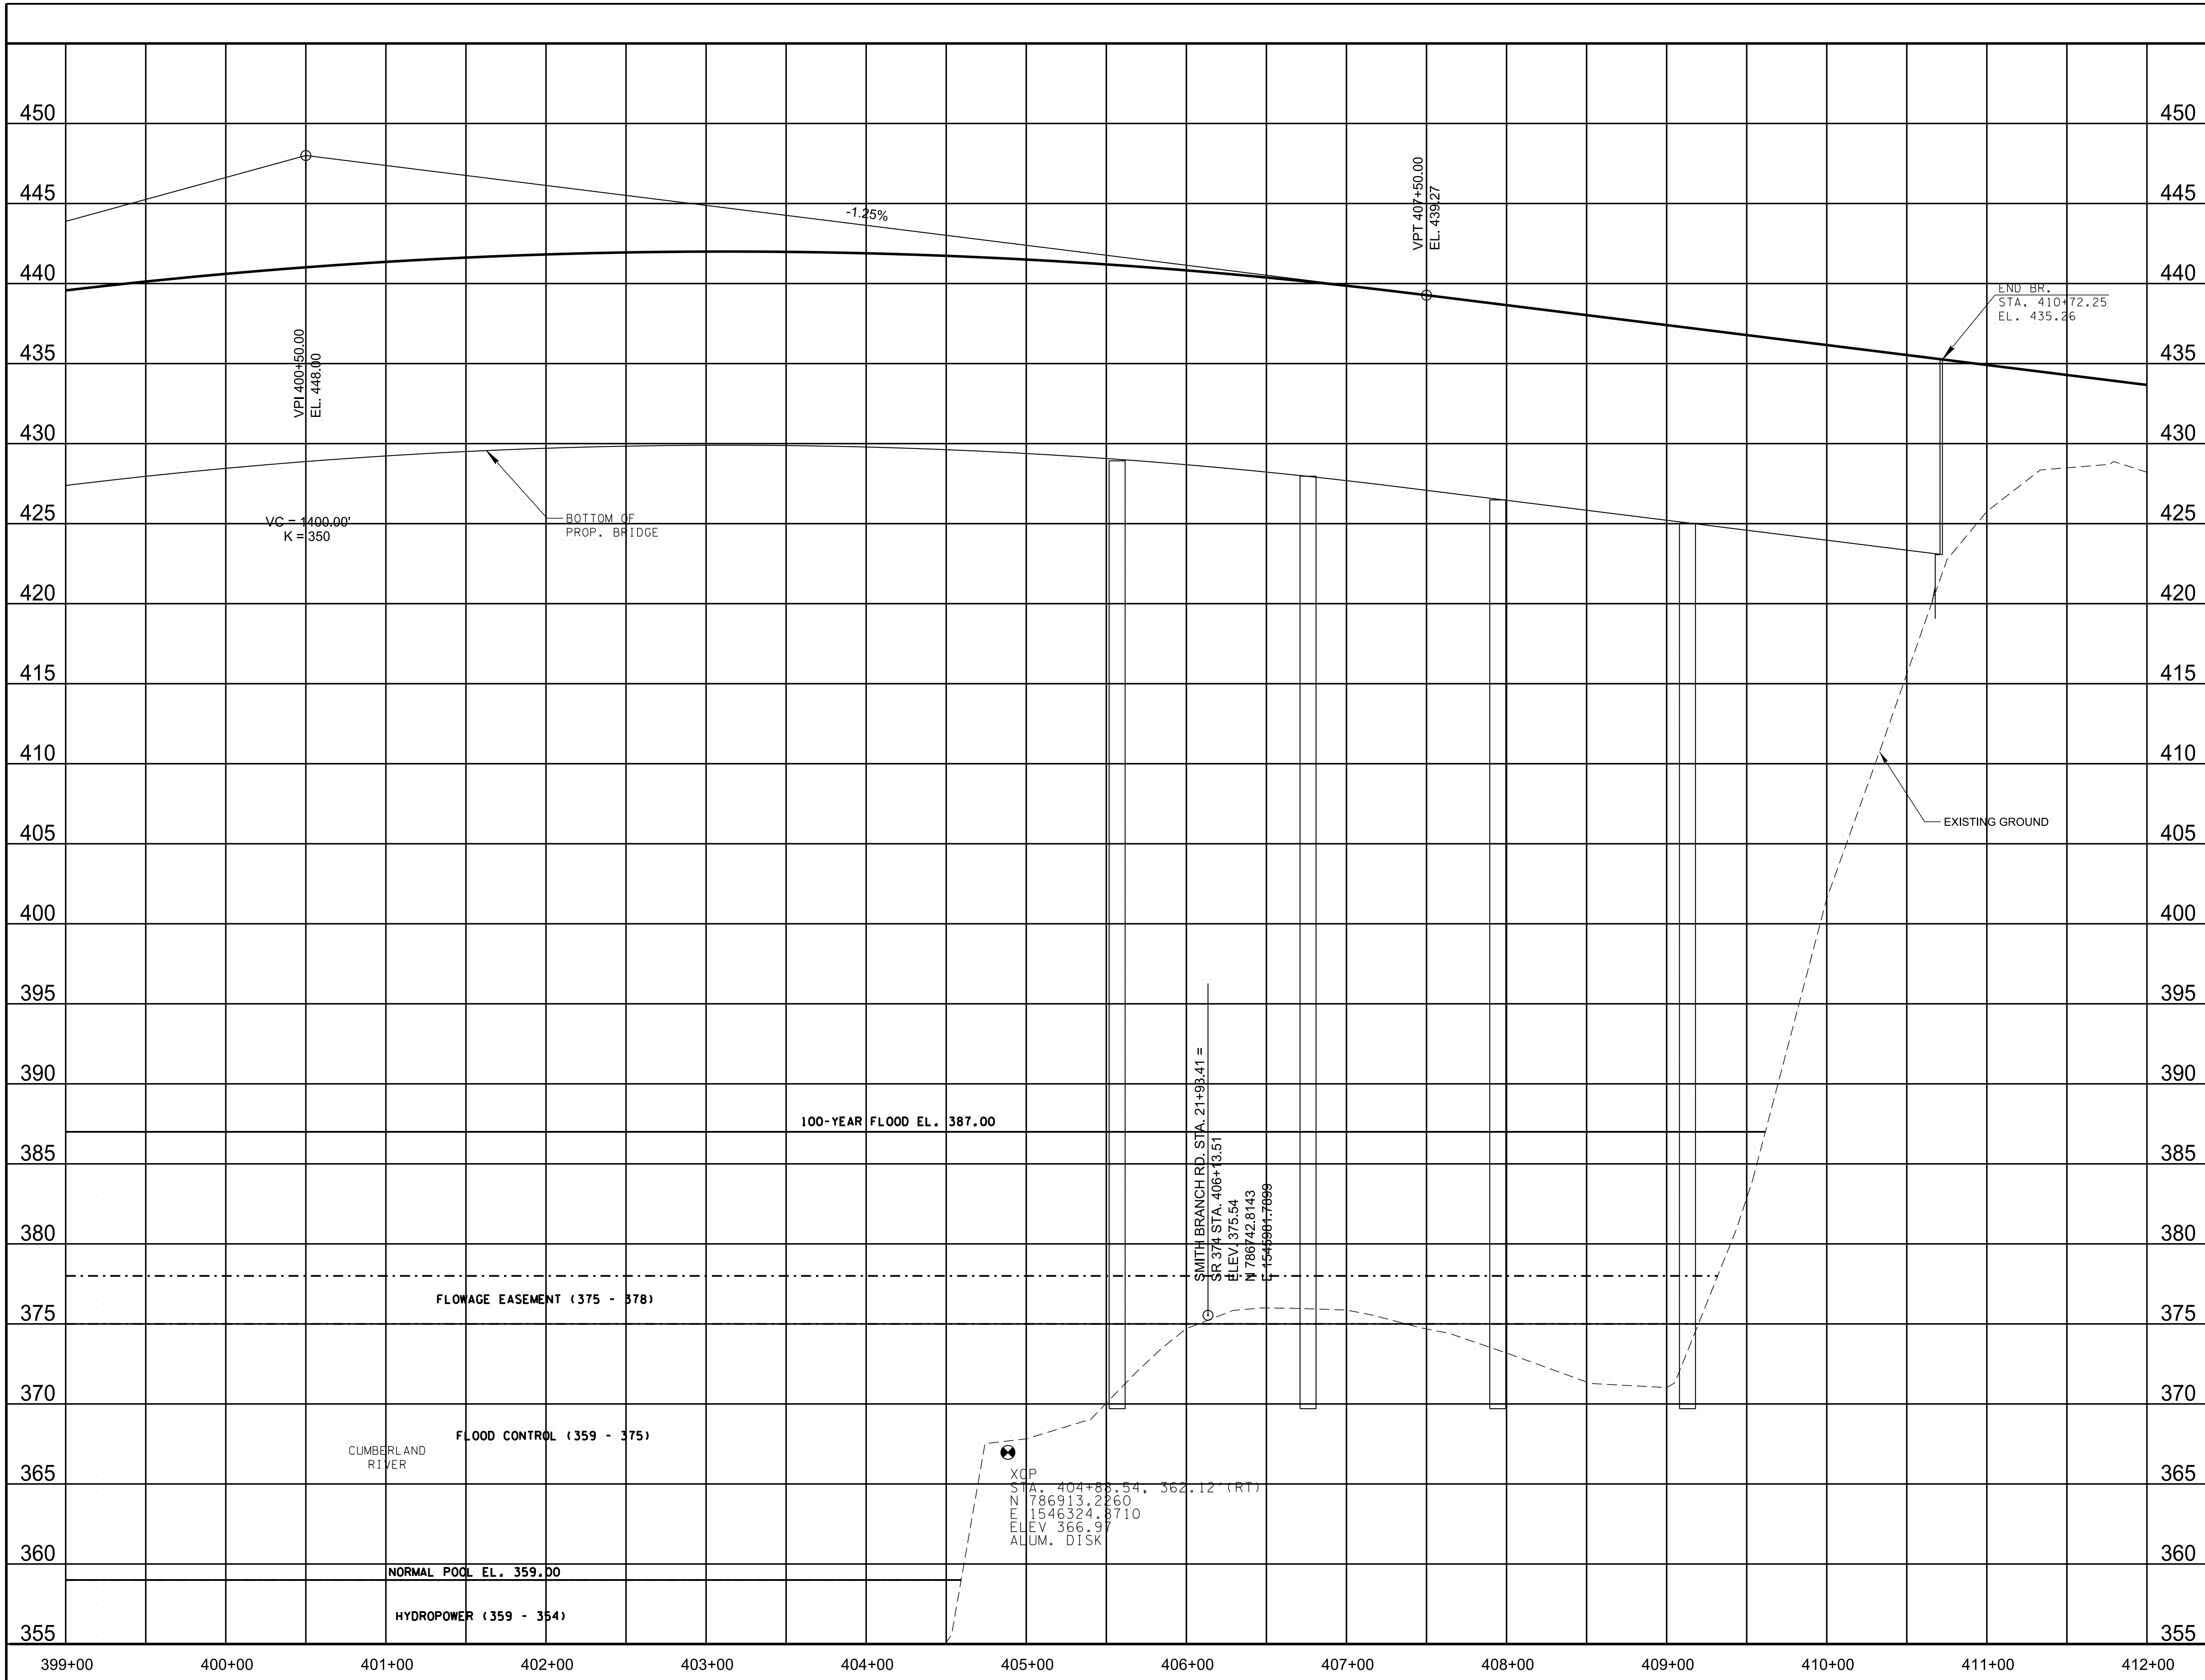 450 450
445 445
440 440
435 435
430 430
425 425
420 420
415 415
410 410
405 405
400 400
395 395
390 390
385 385
380 380
375 375
370 370
365 365
360 360
355 355
-1.25%
VPT 407+50.00
EL. 439.27
END BR.
STA. 410+72.25
EL. 435.26
VPI 400+50.00
EL. 448.00
VC = 1400.00'
K = 350
BOTTOM OF
PROP. BRIDGE
EXISTING GROUND
100-YEAR FLOOD EL. 387.00
SMITH BRANCH RD. STA. 21+93.41 =
SR 374 STA. 406+13.51
ELEV. 375.54
N 786742.8143
E 1545981.7899
FLOWAGE EASEMENT (375 - 378)
FLOOD CONTROL (359 - 375)
CUMBERLAND
RIVER
XCP
STA. 404+88.54, 362.12'(RT)
N 786913.2260
E 1546324.8710
ELEV 366.97
ALUM. DISK
NORMAL POOL EL. 359.00
HYDROPOWER (359 - 354)
399+00 400+00 401+00 402+00 403+00 404+00 405+00 406+00 407+00 408+00 409+00 410+00 411+00 412+00